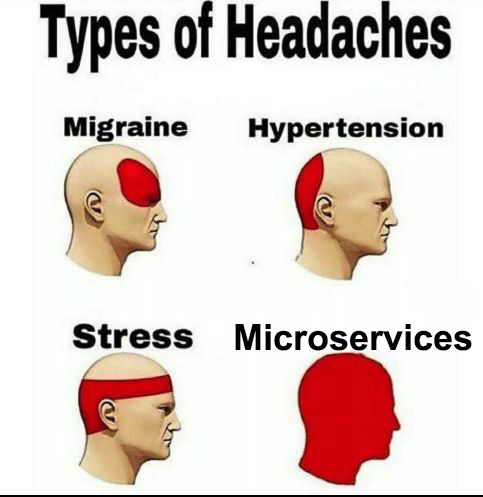 Types of Headaches
Migraine
Hypertension
Stress
Microservices